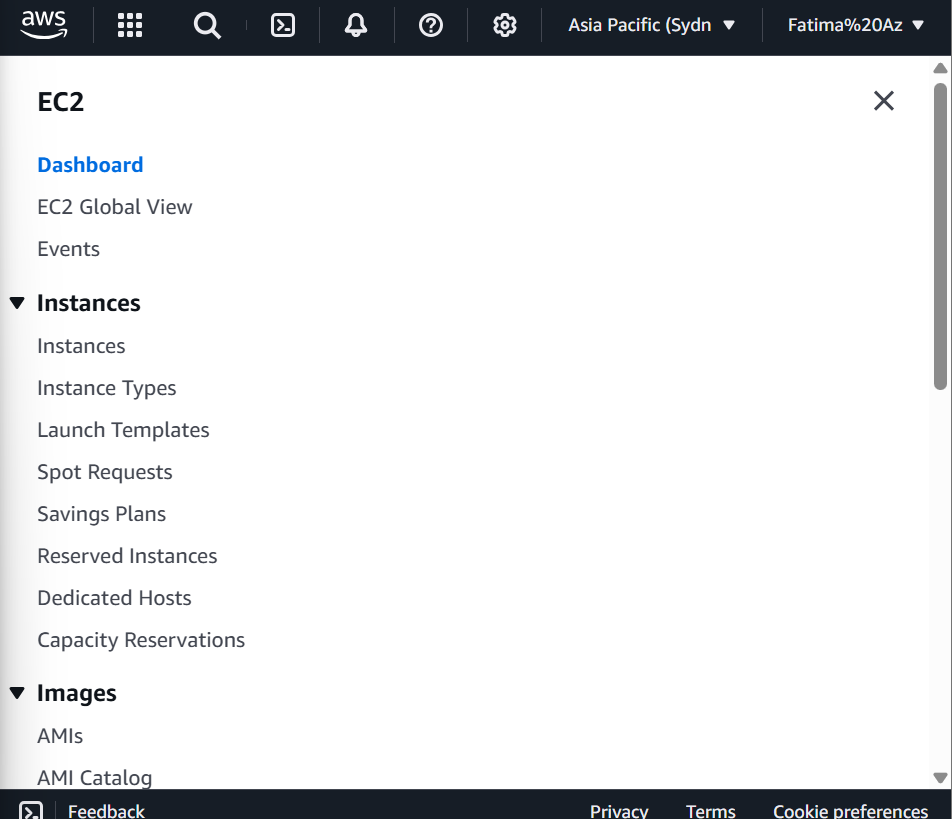 aws Asia Pacific (Sydn Fatima%20Az
EC2
Dashboard
EC2 Global View
Events
Instances
Instances
Instance Types
Launch Templates
Spot Requests
Savings Plans
Reserved Instances
Dedicated Hosts
Capacity Reservations
Images
AMIs
AMI Catalog
Feedback Privacy Terms Cookie preferences